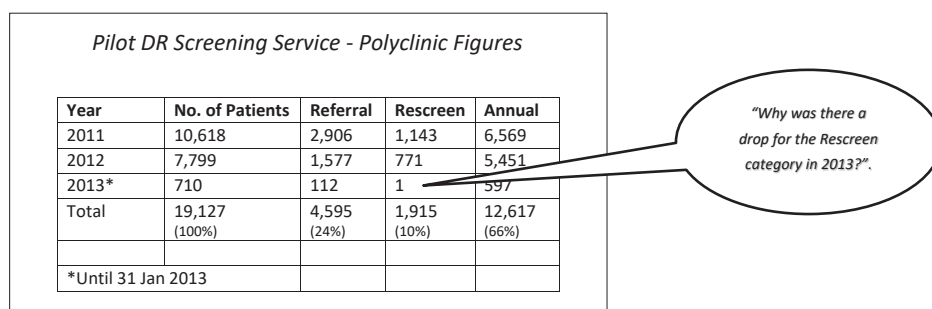 Pilot DR Screening Service - Polyclinic Figures
Year No. of Patients Referral Rescreen Annual
2011 10,618 2,906 1,143 6,569
2012 7,799 1,577 771 5,451
2013* 710 112 1 597
Total 19,127 4,595 1,915 12,617
(100%) (24%) (10%) (66%)
*Until 31 Jan 2013
"Why was there a
drop for the Rescreen
category in 2013?".